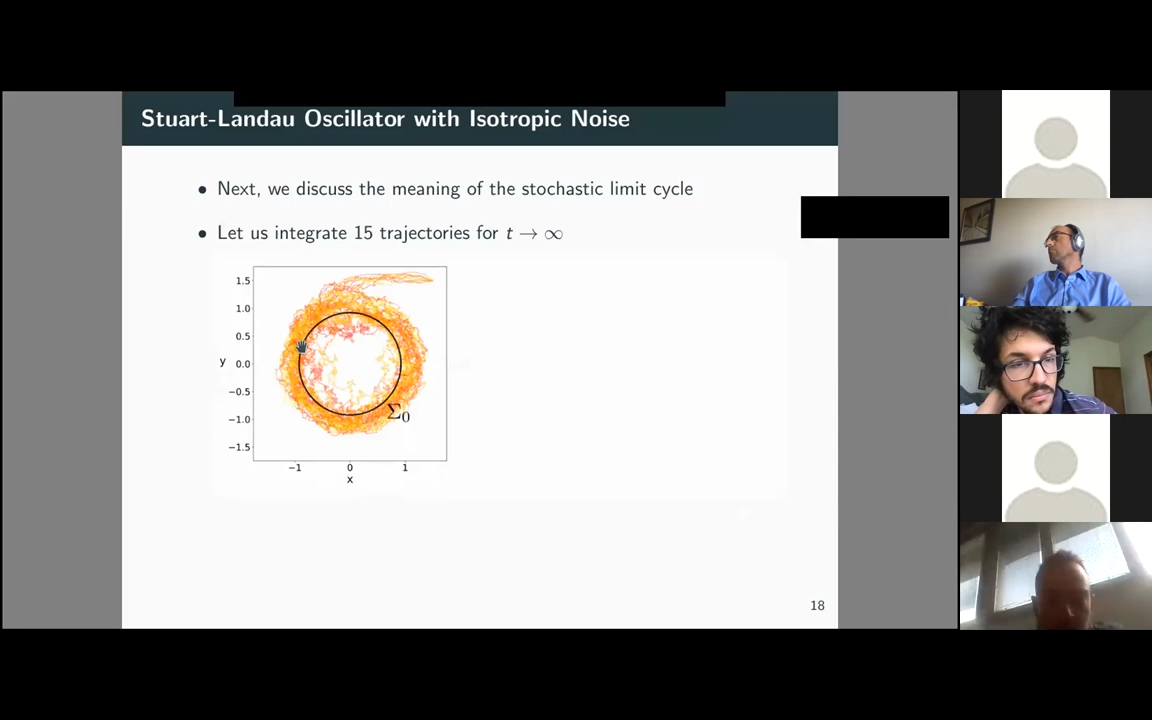 Stuart-Landau Oscillator with Isotropic Noise
• Next, we discuss the meaning of the stochastic limit cycle
• Let us integrate 15 trajectories for t → ∞
1.5
1.0
0.5
y 0.0
−0.5
−1.0
−1.5
Σ0
−1 0 1
x
18